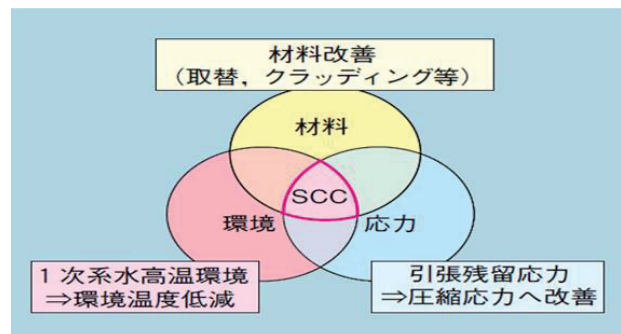 材料改善
（取替，クラッディング等）
材料
SCC
環境
応力
１次系水高温環境
⇒環境温度低減
引張残留応力
⇒圧縮応力へ改善